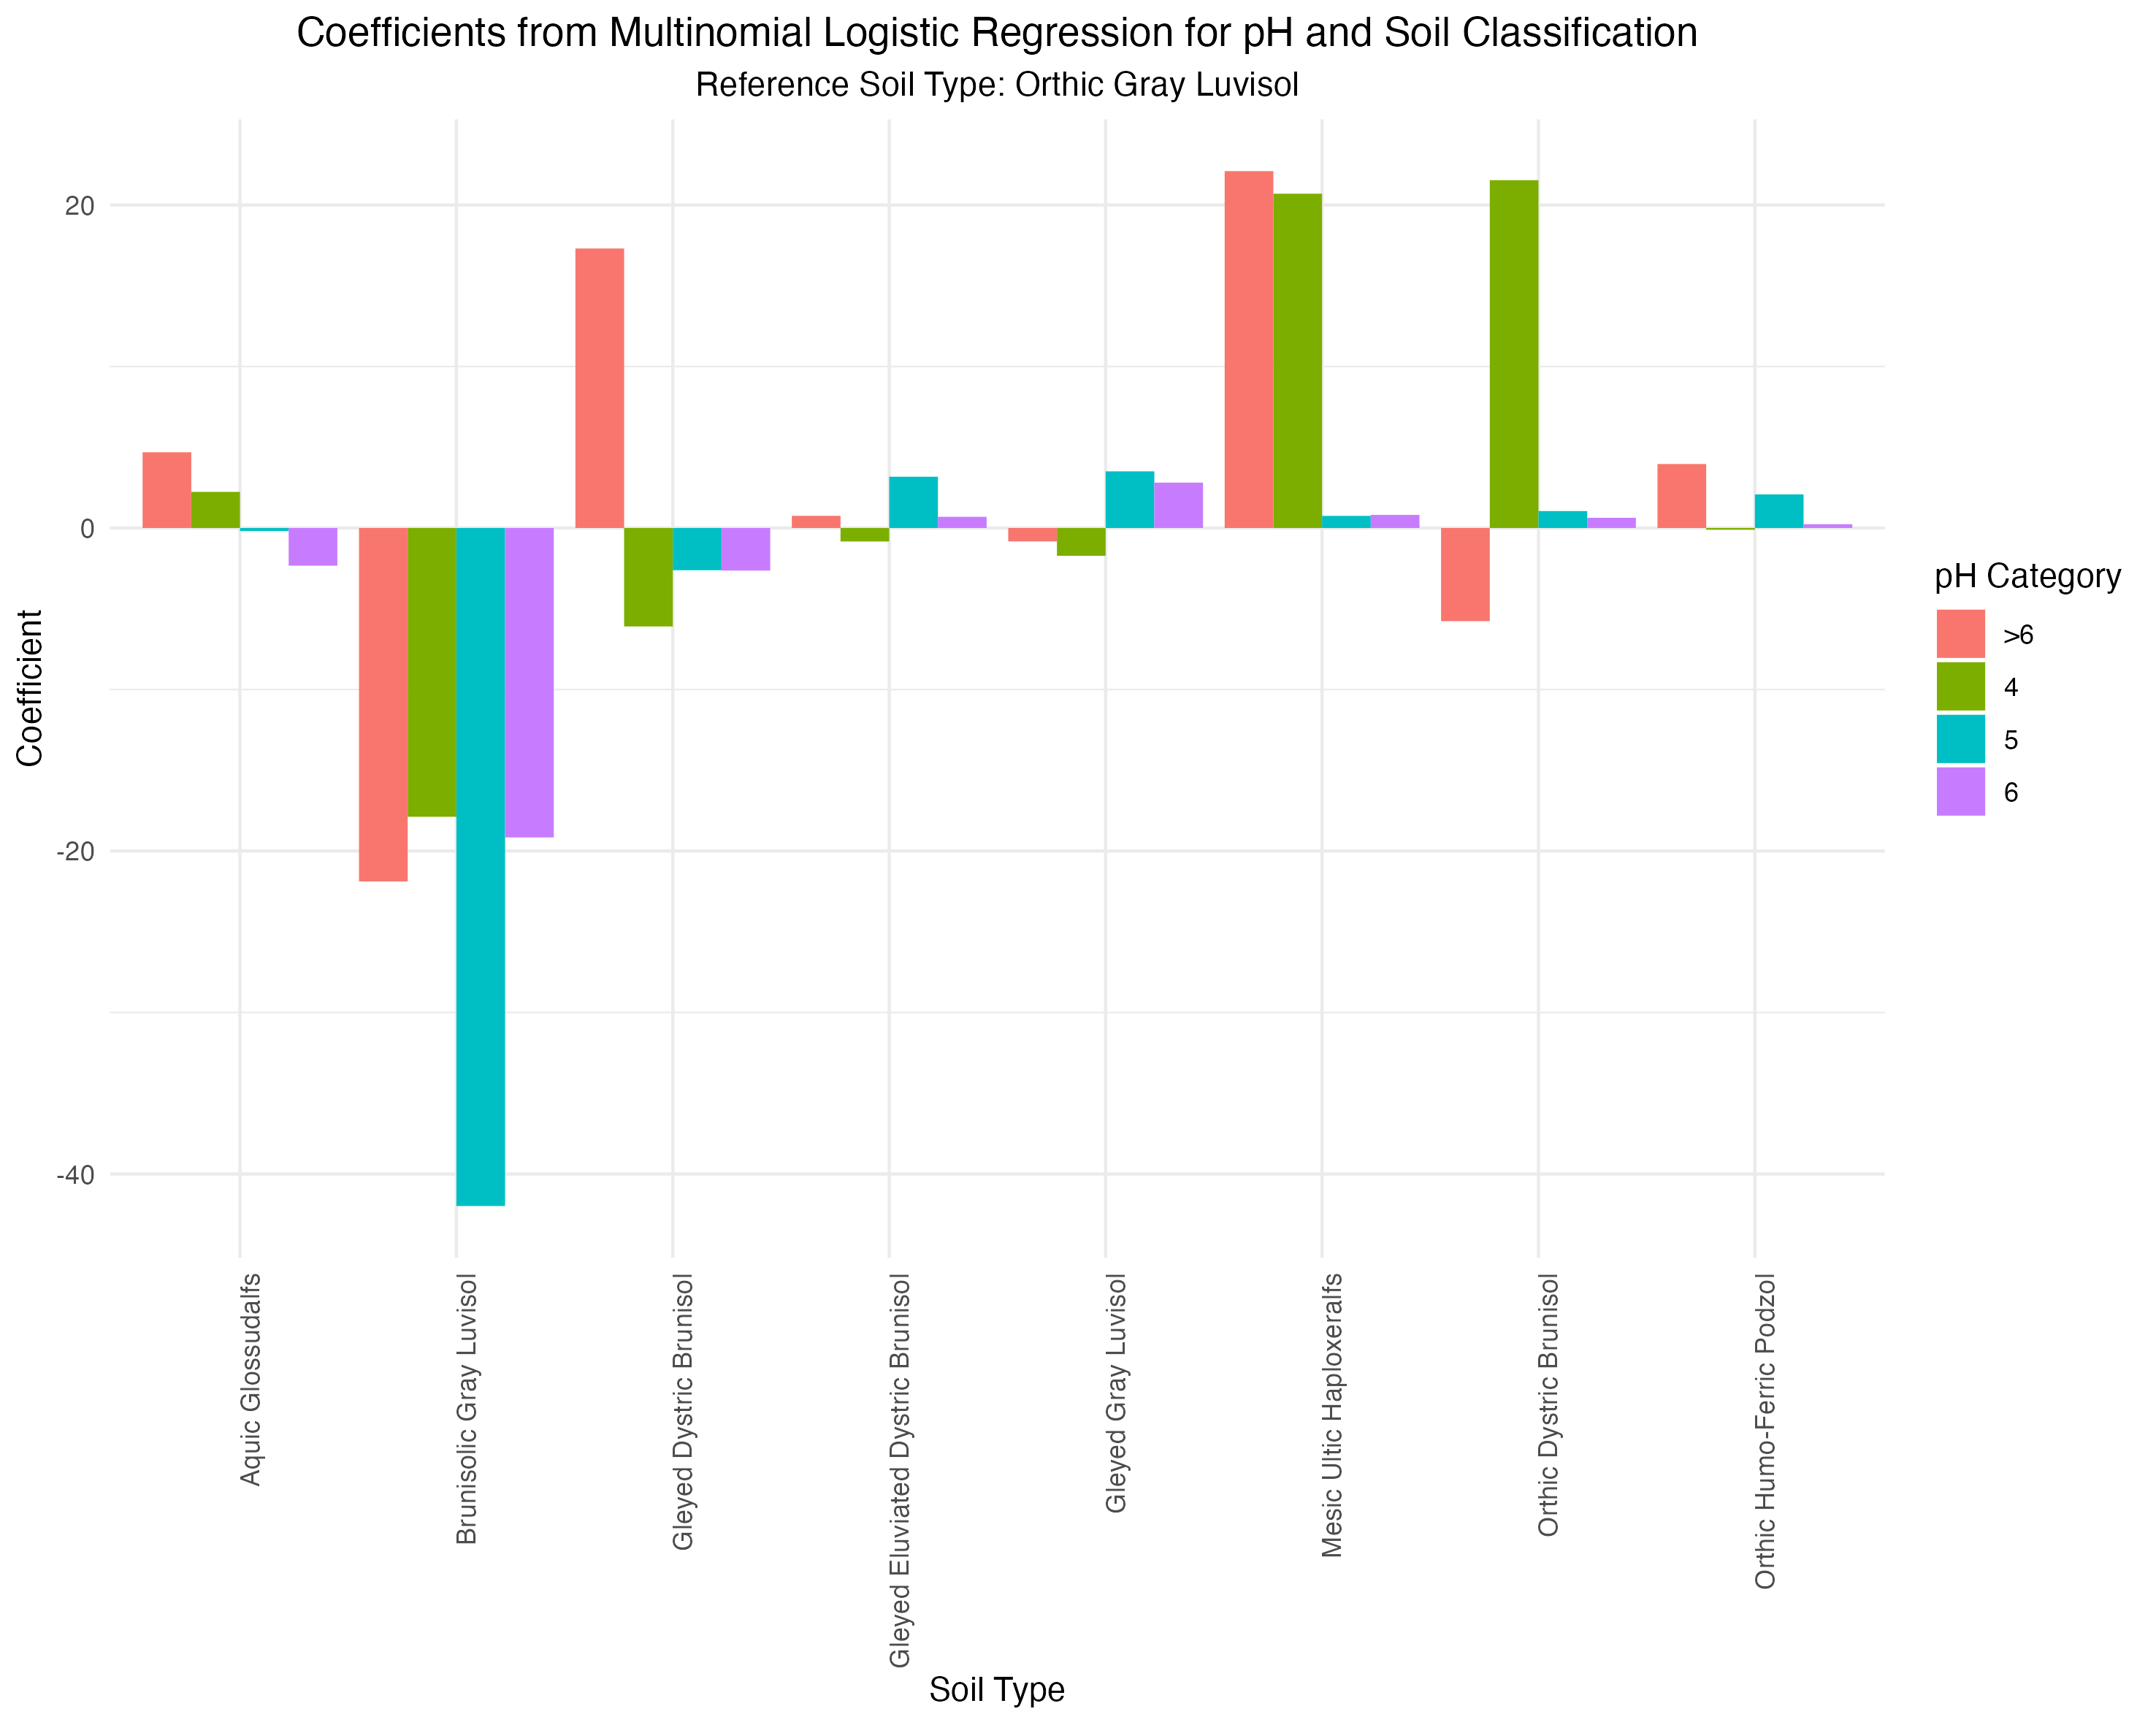 Coefficients from Multinomial Logistic Regression for pH and Soil Classification
Reference Soil Type: Orthic Gray Luvisol
Coefficient
20
0
-20
-40
Aquic Glossudalfs
Brunisolic Gray Luvisol
Gleyed Dystric Brunisol
Gleyed Eluviated Dystric Brunisol
Gleyed Gray Luvisol
Mesic Ultic Haploxeralfs
Orthic Dystric Brunisol
Orthic Humo-Ferric Podzol
Soil Type
pH Category
>6
4
5
6